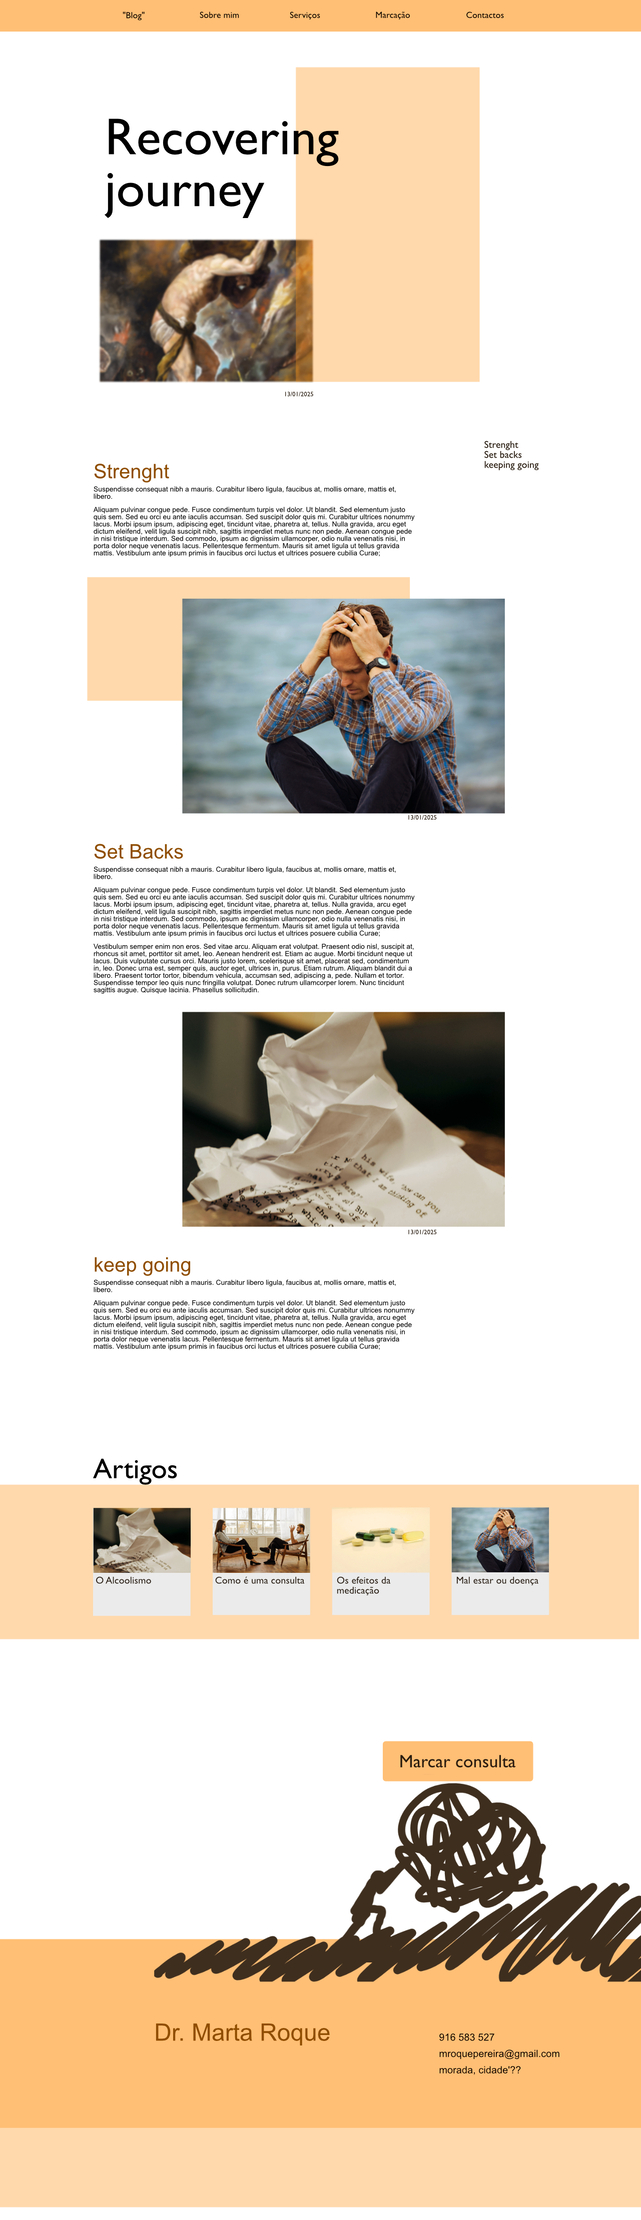 "Blog" Sobre mim Serviços Marcação Contactos
Recovering
journey
13/01/2025
Strenght
Set backs
keeping going
Strenght
Suspendisse consequat nibh a mauris. Curabitur libero ligula, faucibus at, mollis ornare, mattis et,
libero.
Aliquam pulvinar congue pede. Fusce condimentum turpis vel dolor. Ut blandit. Sed elementum justo
quis sem. Sed eu orci eu ante iaculis accumsan. Sed suscipit dolor quis mi. Curabitur ultrices nonummy
lacus. Morbi ipsum ipsum, adipiscing eget, tincidunt vitae, pharetra at, tellus. Nulla gravida, arcu eget
dictum eleifend, velit ligula suscipit nibh, sagittis imperdiet metus nunc non pede. Aenean congue pede
in nisi tristique interdum. Sed commodo, ipsum ac dignissim ullamcorper, odio nulla venenatis nisi, in
porta dolor neque venenatis lacus. Pellentesque fermentum. Mauris sit amet ligula ut tellus gravida
mattis. Vestibulum ante ipsum primis in faucibus orci luctus et ultrices posuere cubilia Curae;
13/01/2025
Set Backs
Suspendisse consequat nibh a mauris. Curabitur libero ligula, faucibus at, mollis ornare, mattis et,
libero.
Aliquam pulvinar congue pede. Fusce condimentum turpis vel dolor. Ut blandit. Sed elementum justo
quis sem. Sed eu orci eu ante iaculis accumsan. Sed suscipit dolor quis mi. Curabitur ultrices nonummy
lacus. Morbi ipsum ipsum, adipiscing eget, tincidunt vitae, pharetra at, tellus. Nulla gravida, arcu eget
dictum eleifend, velit ligula suscipit nibh, sagittis imperdiet metus nunc non pede. Aenean congue pede
in nisi tristique interdum. Sed commodo, ipsum ac dignissim ullamcorper, odio nulla venenatis nisi, in
porta dolor neque venenatis lacus. Pellentesque fermentum. Mauris sit amet ligula ut tellus gravida
mattis. Vestibulum ante ipsum primis in faucibus orci luctus et ultrices posuere cubilia Curae;
Vestibulum semper enim non eros. Sed vitae arcu. Aliquam erat volutpat. Praesent odio nisl, suscipit at,
rhoncus sit amet, porttitor sit amet, leo. Aenean hendrerit est. Etiam ac augue. Morbi tincidunt neque ut
lacus. Duis vulputate cursus orci. Mauris justo lorem, scelerisque sit amet, placerat sed, condimentum
in, leo. Donec urna est, semper quis, auctor eget, ultrices in, purus. Etiam rutrum. Aliquam blandit dui a
libero. Praesent tortor tortor, bibendum vehicula, accumsan sed, adipiscing a, pede. Nullam et tortor.
Suspendisse tempor leo quis nunc fringilla volutpat. Donec rutrum ullamcorper lorem. Nunc tincidunt
sagittis augue. Quisque lacinia. Phasellus sollicitudin.
his wife, "how can you
that I am thinking of
But it
13/01/2025
keep going
Suspendisse consequat nibh a mauris. Curabitur libero ligula, faucibus at, mollis ornare, mattis et,
libero.
Aliquam pulvinar congue pede. Fusce condimentum turpis vel dolor. Ut blandit. Sed elementum justo
quis sem. Sed eu orci eu ante iaculis accumsan. Sed suscipit dolor quis mi. Curabitur ultrices nonummy
lacus. Morbi ipsum ipsum, adipiscing eget, tincidunt vitae, pharetra at, tellus. Nulla gravida, arcu eget
dictum eleifend, velit ligula suscipit nibh, sagittis imperdiet metus nunc non pede. Aenean congue pede
in nisi tristique interdum. Sed commodo, ipsum ac dignissim ullamcorper, odio nulla venenatis nisi, in
porta dolor neque venenatis lacus. Pellentesque fermentum. Mauris sit amet ligula ut tellus gravida
mattis. Vestibulum ante ipsum primis in faucibus orci luctus et ultrices posuere cubilia Curae;
Artigos
O Alcoolismo
Como é uma consulta
Os efeitos da
medicação
Mal estar ou doença
Marcar consulta
Dr. Marta Roque
916 583 527
mroquepereira@gmail.com
morada, cidade'??